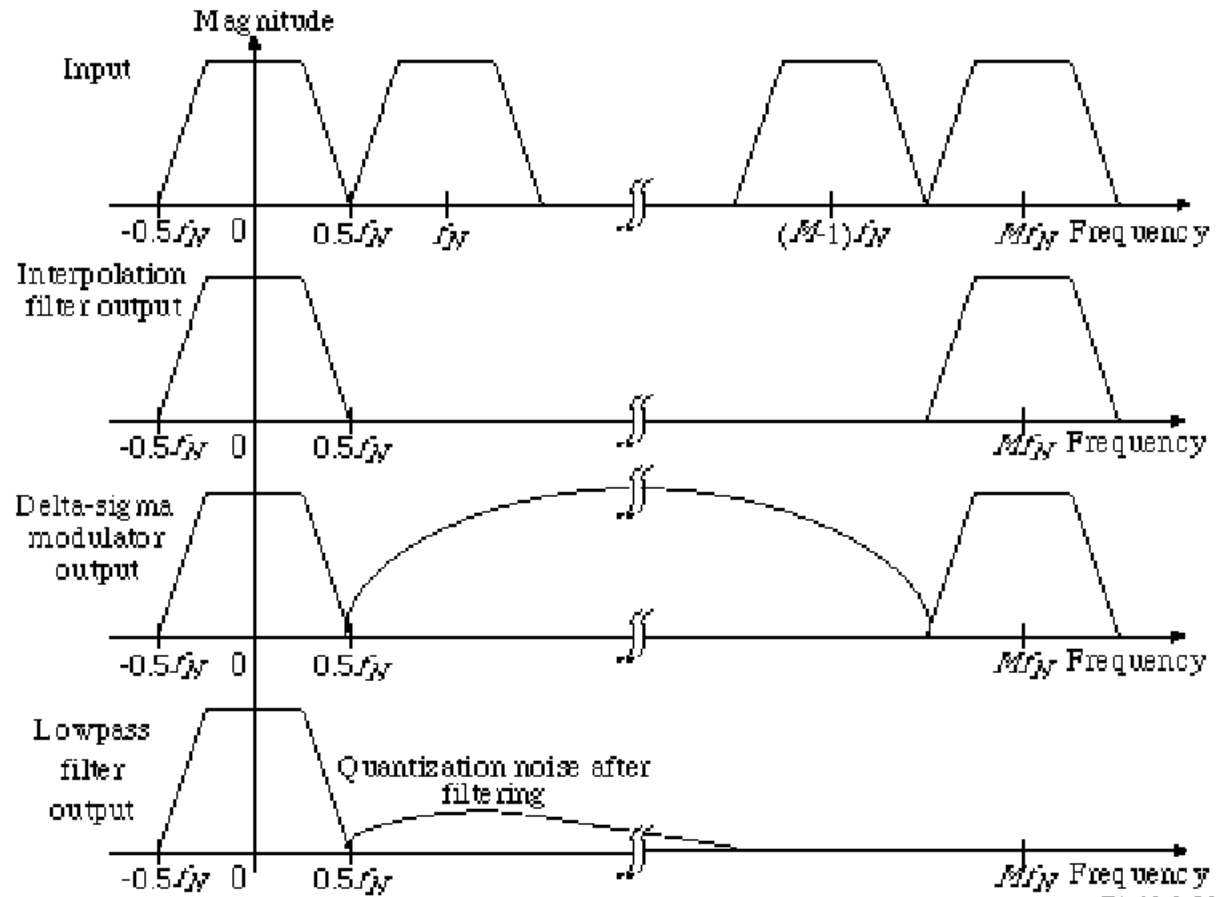 Magnitude
Input
-0.5fN 0 0.5fN fN (M-1)fN MfN Frequency
Interpolation
filter output
-0.5fN 0 0.5fN MfN Frequency
Delta-sigma
modulator
output
-0.5fN 0 0.5fN MfN Frequency
Lowpass
filter
output
Quantization noise after
filtering
-0.5fN 0 0.5fN MfN Frequency